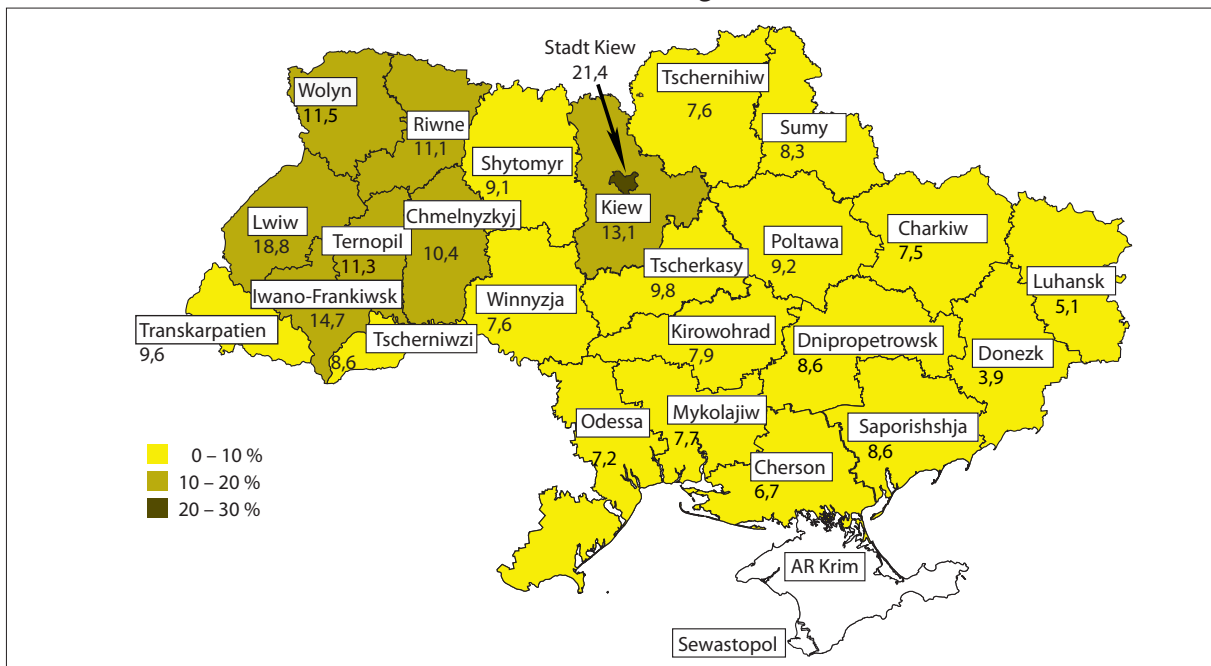 Stadt Kiew
21,4
Tschernihiw
7,6
Wolyn
11,5
Riwne
11,1
Sumy
8,3
Shytomyr
9,1
Kiew
13,1
Lwiw
18,8
Ternopil
11,3
Chmelnyzkyj
10,4
Poltawa
9,2
Charkiw
7,5
Luhansk
5,1
Tscherkasy
9,8
Iwano-Frankiwsk
14,7
Winnyzja
7,6
Transkarpatien
9,6
Tscherniwzi
8,6
Kirowohrad
7,9
Dnipropetrowsk
8,6
Donezk
3,9
Odessa
7,2
Mykolajiw
7,7
Saporishshja
8,6
Cherson
6,7
0 – 10 %
10 – 20 %
20 – 30 %
AR Krim
Sewastopol